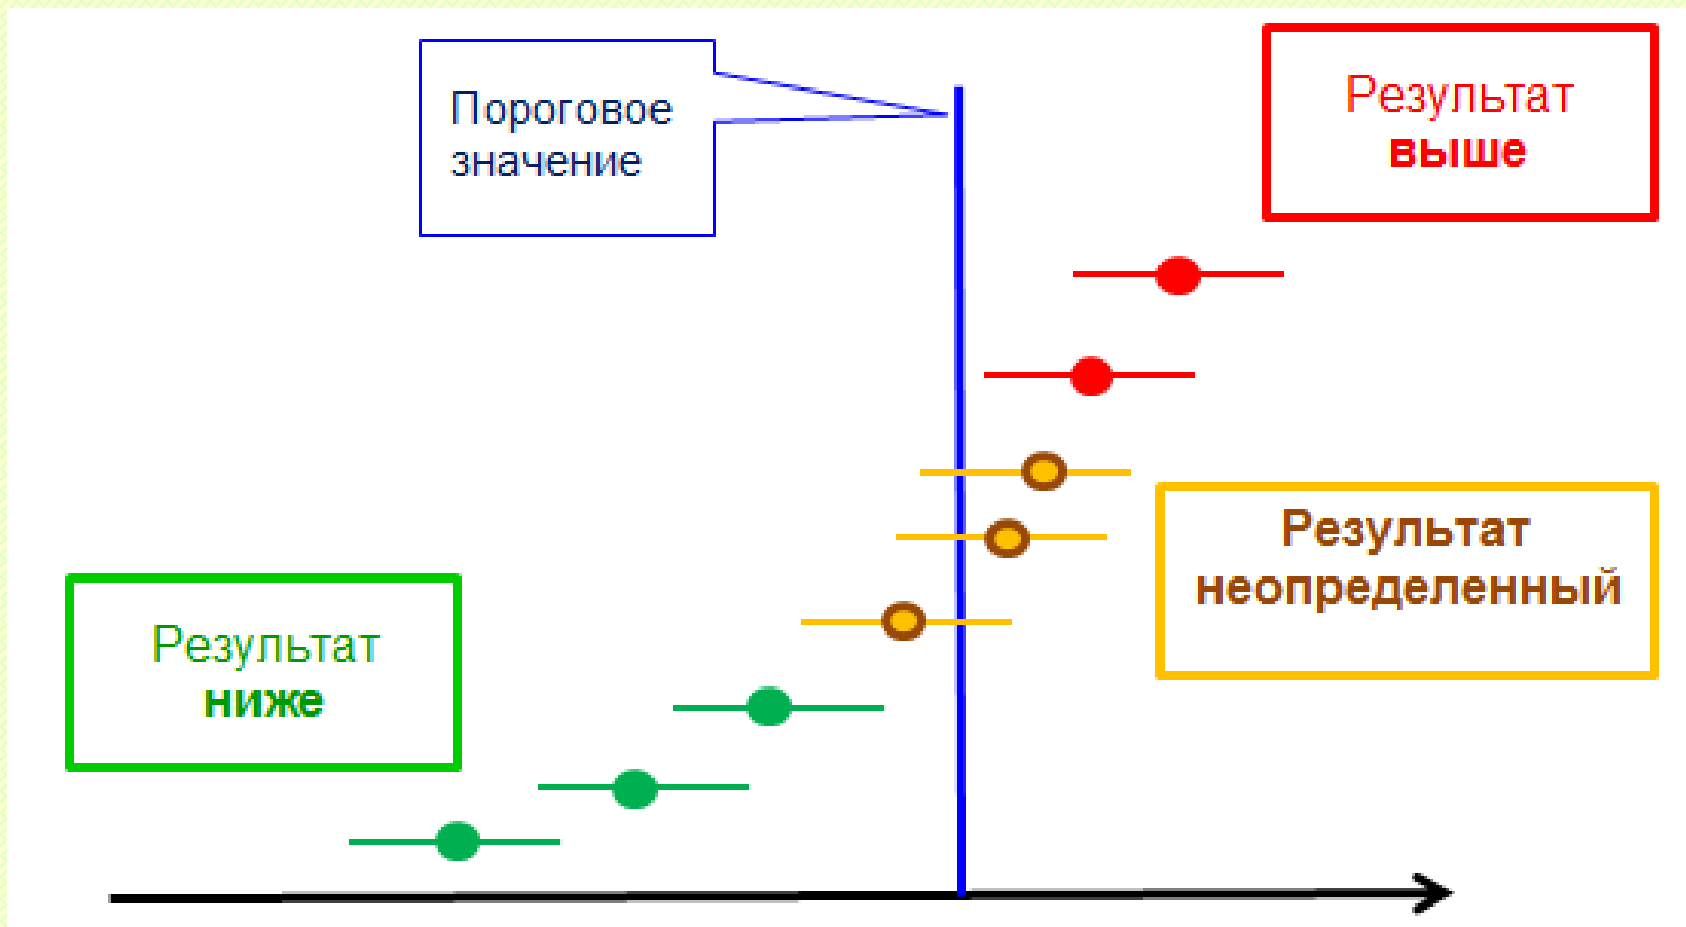 Пороговое
значение
Результат
выше
Результат
неопределенный
Результат
ниже